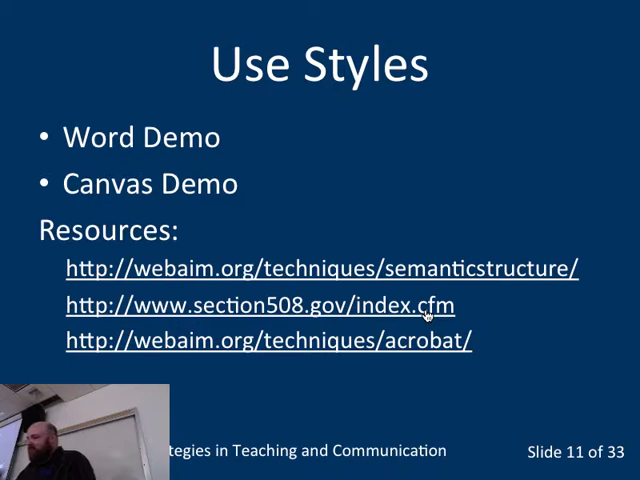 Use Styles
• Word Demo
• Canvas Demo
Resources:
http://webaim.org/techniques/semanticstructure/
http://www.section508.gov/index.cfm
http://webaim.org/techniques/acrobat/
in Teaching and Communication
Slide 11 of 33